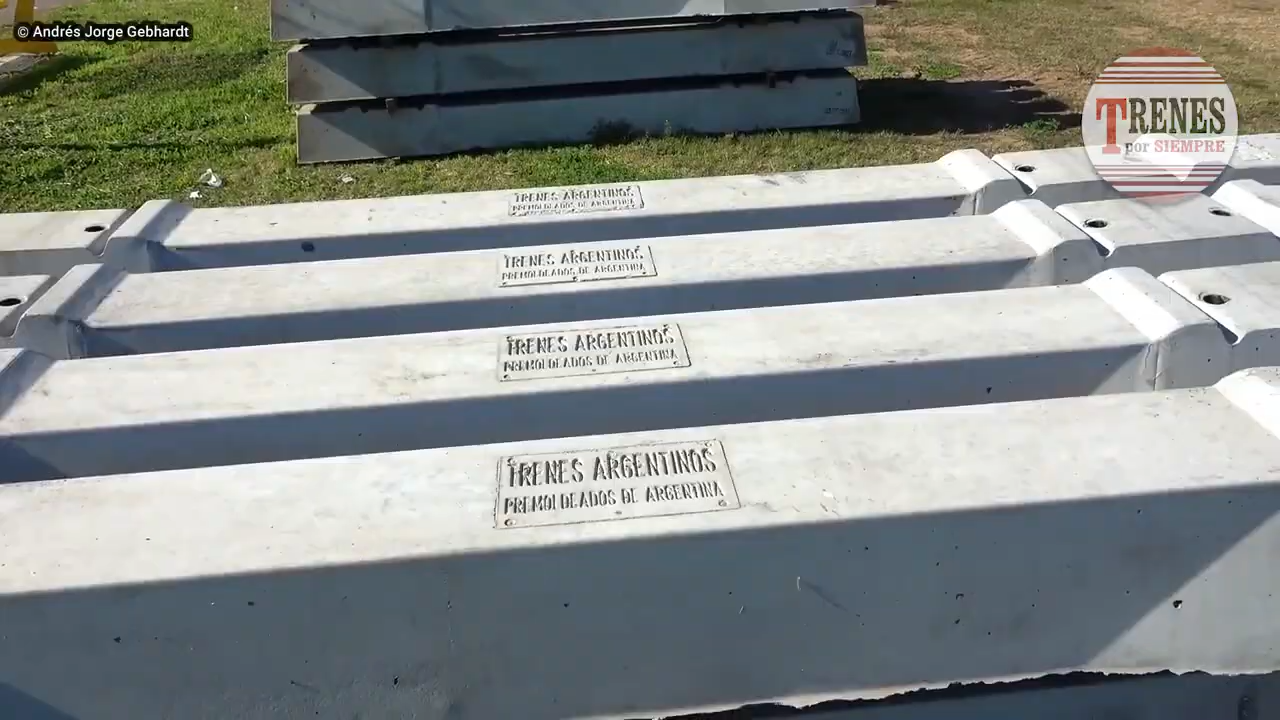 © Andrés Jorge Gebhardt
TRENES
por SIEMPRE
TRENES ARGENTINOS
PREMOLDEADOS DE ARGENTINA
TRENES ARGENTINOS
PREMOLDEADOS DE ARGENTINA
TRENES ARGENTINOS
PREMOLDEADOS DE ARGENTINA
TRENES ARGENTINOS
PREMOLDEADOS DE ARGENTINA